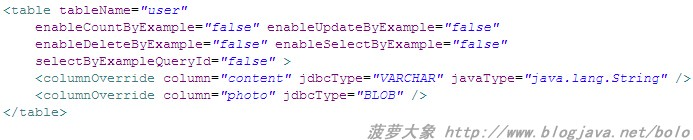 <table tableName="user"
enableCountByExample="false" enableUpdateByExample="false"
enableDeleteByExample="false" enableSelectByExample="false"
selectByExampleQueryId="false" >
<columnOverride column="content" jdbcType="VARCHAR" javaType="java.lang.String" />
<columnOverride column="photo" jdbcType="BLOB" />
</table>
菠萝大象 http://www.blogjava.net/bolo